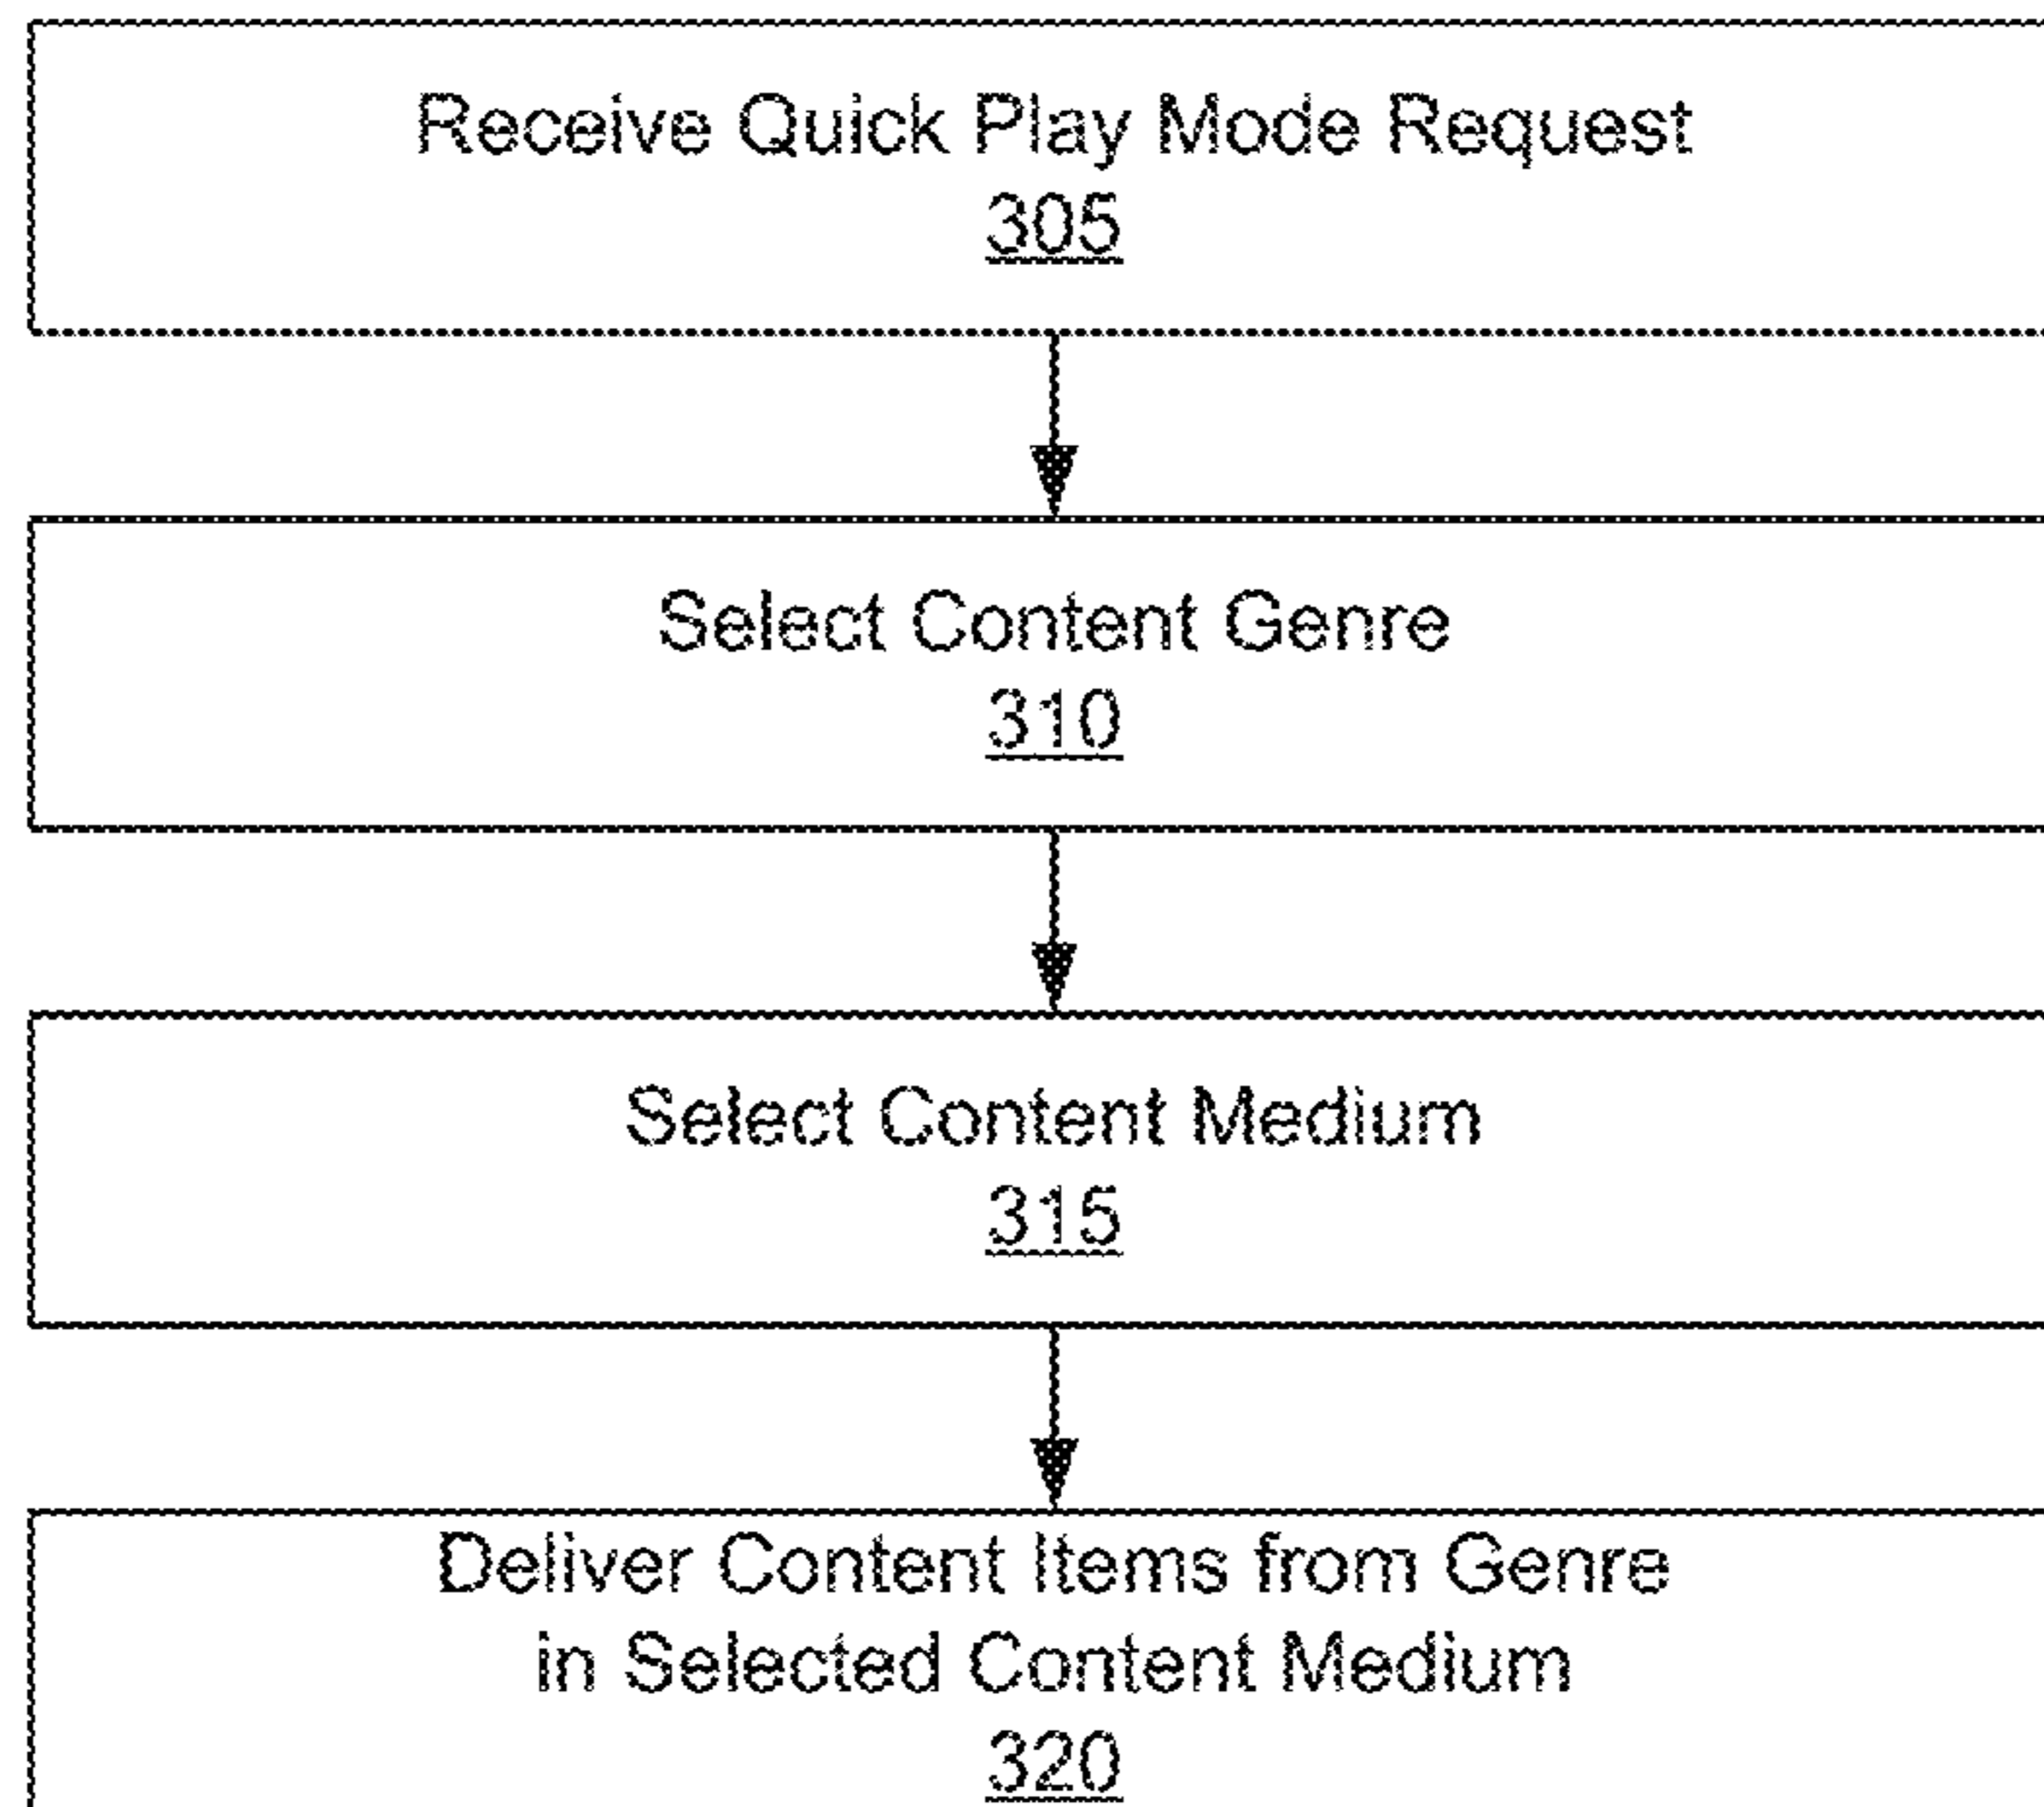 Receive Quick Play Mode Request
305
Select Content Genre
310
Select Content Medium
315
Deliver Content Items from Genre
in Selected Content Medium
320